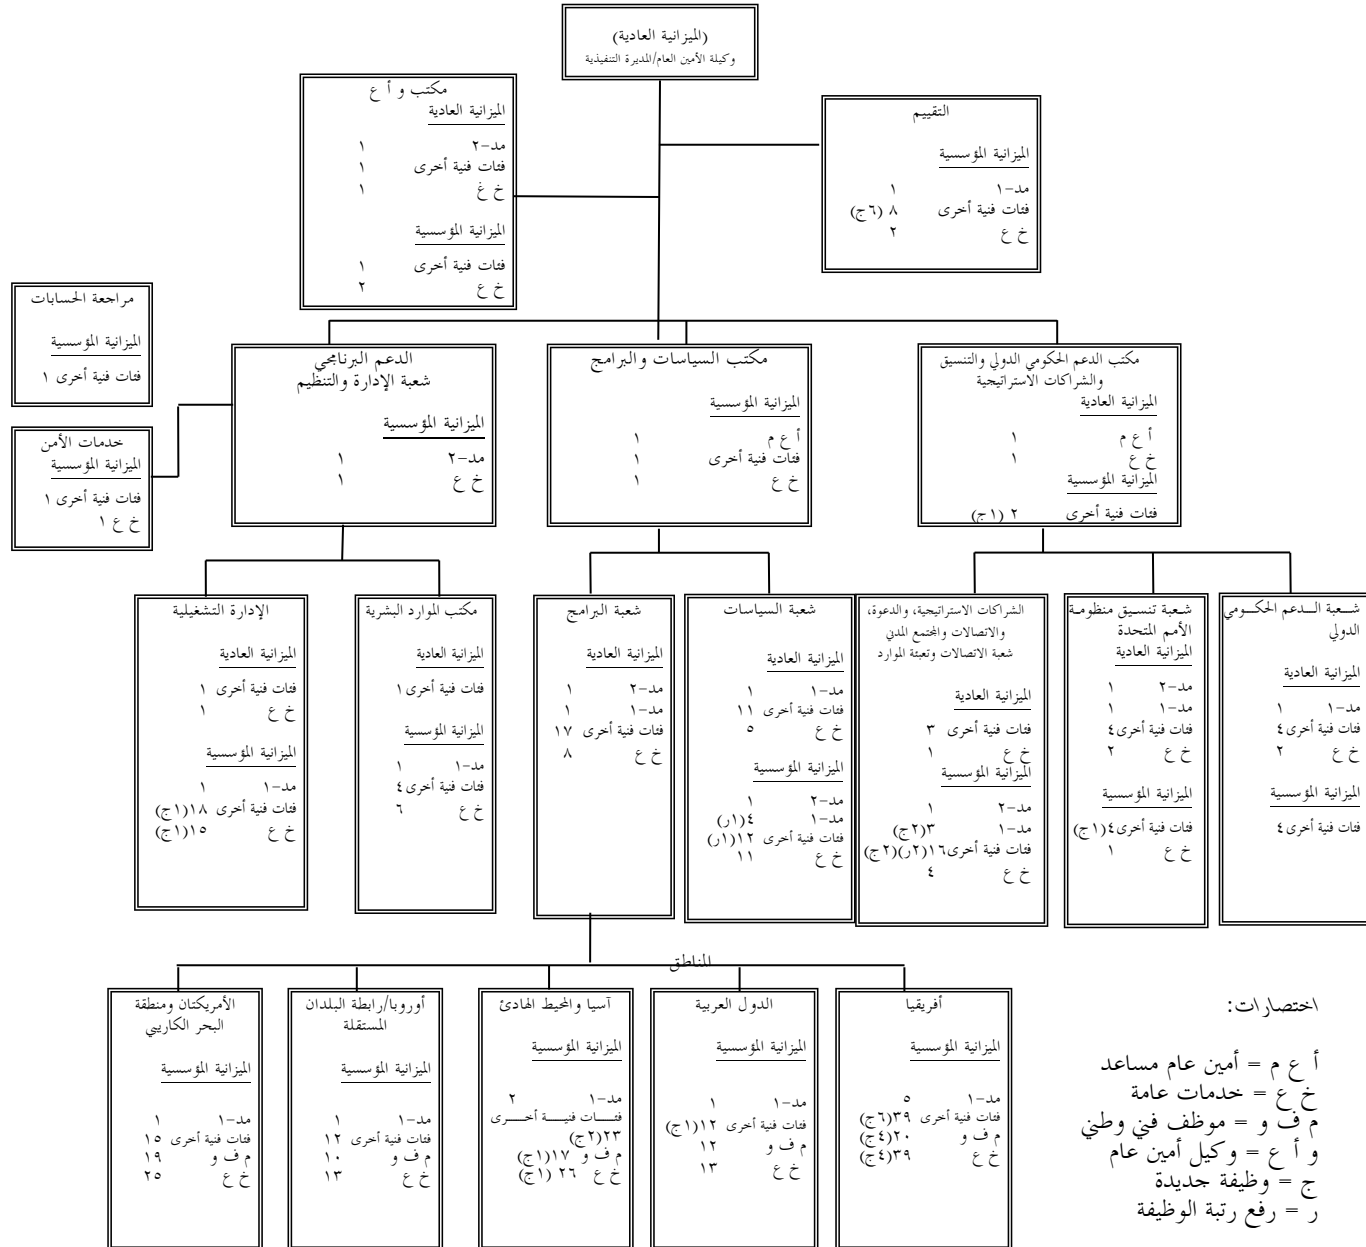 (الميزانية العادية)
وكيلة الأمين العام/المديرة التنفيذية
مكتب و أ ع
الميزانية العادية
مد-٢ ١
فئات فنية أخرى ١
خ غ ١
الميزانية المؤسسية
فئات فنية أخرى ١
خ ع ٢
التقييم
الميزانية المؤسسية
مد-١ ١
فئات فنية أخرى ٨ (٦ج)
خ ع ٢
مراجعة الحسابات
الميزانية المؤسسية
فئات فنية أخرى ١
خدمات الأمن
الميزانية المؤسسية
فئات فنية أخرى ١
خ ع ١
الدعم البرنامجي
شعبة الإدارة والتنظيم
الميزانية المؤسسية
مد-٢ ١
خ ع ١
مكتب السياسات والبرامج
الميزانية المؤسسية
أ ع م ١
فئات فنية أخرى ١
خ ع ١
مكتب الدعم الحكومي الدولي والتنسيق
والشراكات الاستراتيجية
الميزانية العادية
أ ع م ١
خ ع ١
الميزانية المؤسسية
فئات فنية أخرى ٢ (١ج)
شعبة الدعم الحكومي
الدولي
الميزانية العادية
مد-١ ١
فئات فنية أخرى ٤
خ ع ٢
الميزانية المؤسسية
فئات فنية أخرى ٤
شعبة تنسيق منظومة
الأمم المتحدة
الميزانية العادية
مد-٢ ١
مد-١ ١
فئات فنية أخرى ٤
خ ع ٢
الميزانية المؤسسية
فئات فنية أخرى ٤(١ج)
خ ع ١
الشراكات الاستراتيجية، والدعوة،
والاتصالات والمجتمع المدني
شعبة الاتصالات وتعبئة الموارد
الميزانية العادية
فئات فنية أخرى ٣
خ ع ١
الميزانية المؤسسية
مد-٢ ١
مد-١ ٣(٢ج)
فئات فنية أخرى ١٦(٢ر)(٢ج)
خ ع ٤
شعبة السياسات
الميزانية العادية
مد-١ ١
فئات فنية أخرى ١١
خ ع ٥
الميزانية المؤسسية
مد-٢ ١
مد-١ ٤(١ر)
فئات فنية أخرى ١٢(١ر)
خ ع ١١
شعبة البرامج
الميزانية العادية
مد-٢ ١
مد-١ ١
فئات فنية أخرى ١٧
خ ع ٨
مكتب الموارد البشرية
الميزانية العادية
فئات فنية أخرى ١
الميزانية المؤسسية
مد-١ ١
فئات فنية أخرى ٤
خ ع ٦
الإدارة التشغيلية
الميزانية العادية
فئات فنية أخرى ١
خ ع ١
الميزانية المؤسسية
مد-١ ١
فئات فنية أخرى ١٨(١ج)
خ ع ١٥(١ج)
المناطق
أفريقيا
الميزانية المؤسسية
مد-١ ٥
فئات فنية أخرى ٣٩(٦ج)
م ف و ٢٠(٤ج)
خ ع ٣٩(٤ج)
الدول العربية
الميزانية المؤسسية
مد-١ ١
فئات فنية أخرى ١٢(١ج)
م ف و ١٢
خ ع ١٣
آسيا والمحيط الهادئ
الميزانية المؤسسية
مد-١ ٢
فئات فنية أخرى
٢٣(٢ج)
م ف و ١٧(١ج)
خ ع ٢٦ (١ج)
أوروبا/رابطة البلدان
المستقلة
الميزانية المؤسسية
مد-١ ١
فئات فنية أخرى ١٢
م ف و ١٠
خ ع ١٣
الأمريكتان ومنطقة
البحر الكاريبي
الميزانية المؤسسية
مد-١ ١
فئات فنية أخرى ١٥
م ف و ١٩
خ ع ٢٥
اختصارات:
أ ع م = أمين عام مساعد
خ ع = خدمات عامة
م ف و = موظف فني وطني
و أ ع = وكيل أمين عام
ج = وظيفة جديدة
ر = رفع رتبة الوظيفة